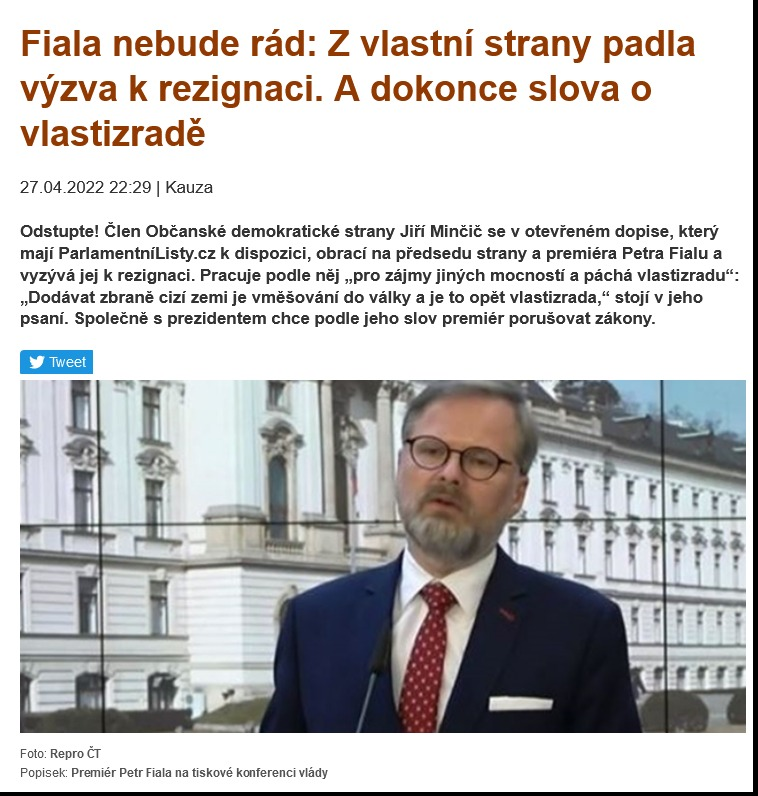 Fiala nebude rád: Z vlastní strany padla
výzva k rezignaci. A dokonce slova o
vlastizradě
27.04.2022 22:29 | Kauza
Odstupte! Člen Občanské demokratické strany Jiří Minčič se v otevřeném dopise, který
mají ParlamentníListy.cz k dispozici, obrací na předsedu strany a premiéra Petra Fialu a
vyzývá jej k rezignaci. Pracuje podle něj „pro zájmy jiných mocností a páchá vlastizradu“:
„Dodávat zbraně cizí zemi je vměšování do války a je to opět vlastizrada,“ stojí v jeho
psaní. Společně s prezidentem chce podle jeho slov premiér porušovat zákony.
Tweet
Foto: Repro ČT
Popisek: Premiér Petr Fiala na tiskové konferenci vlády